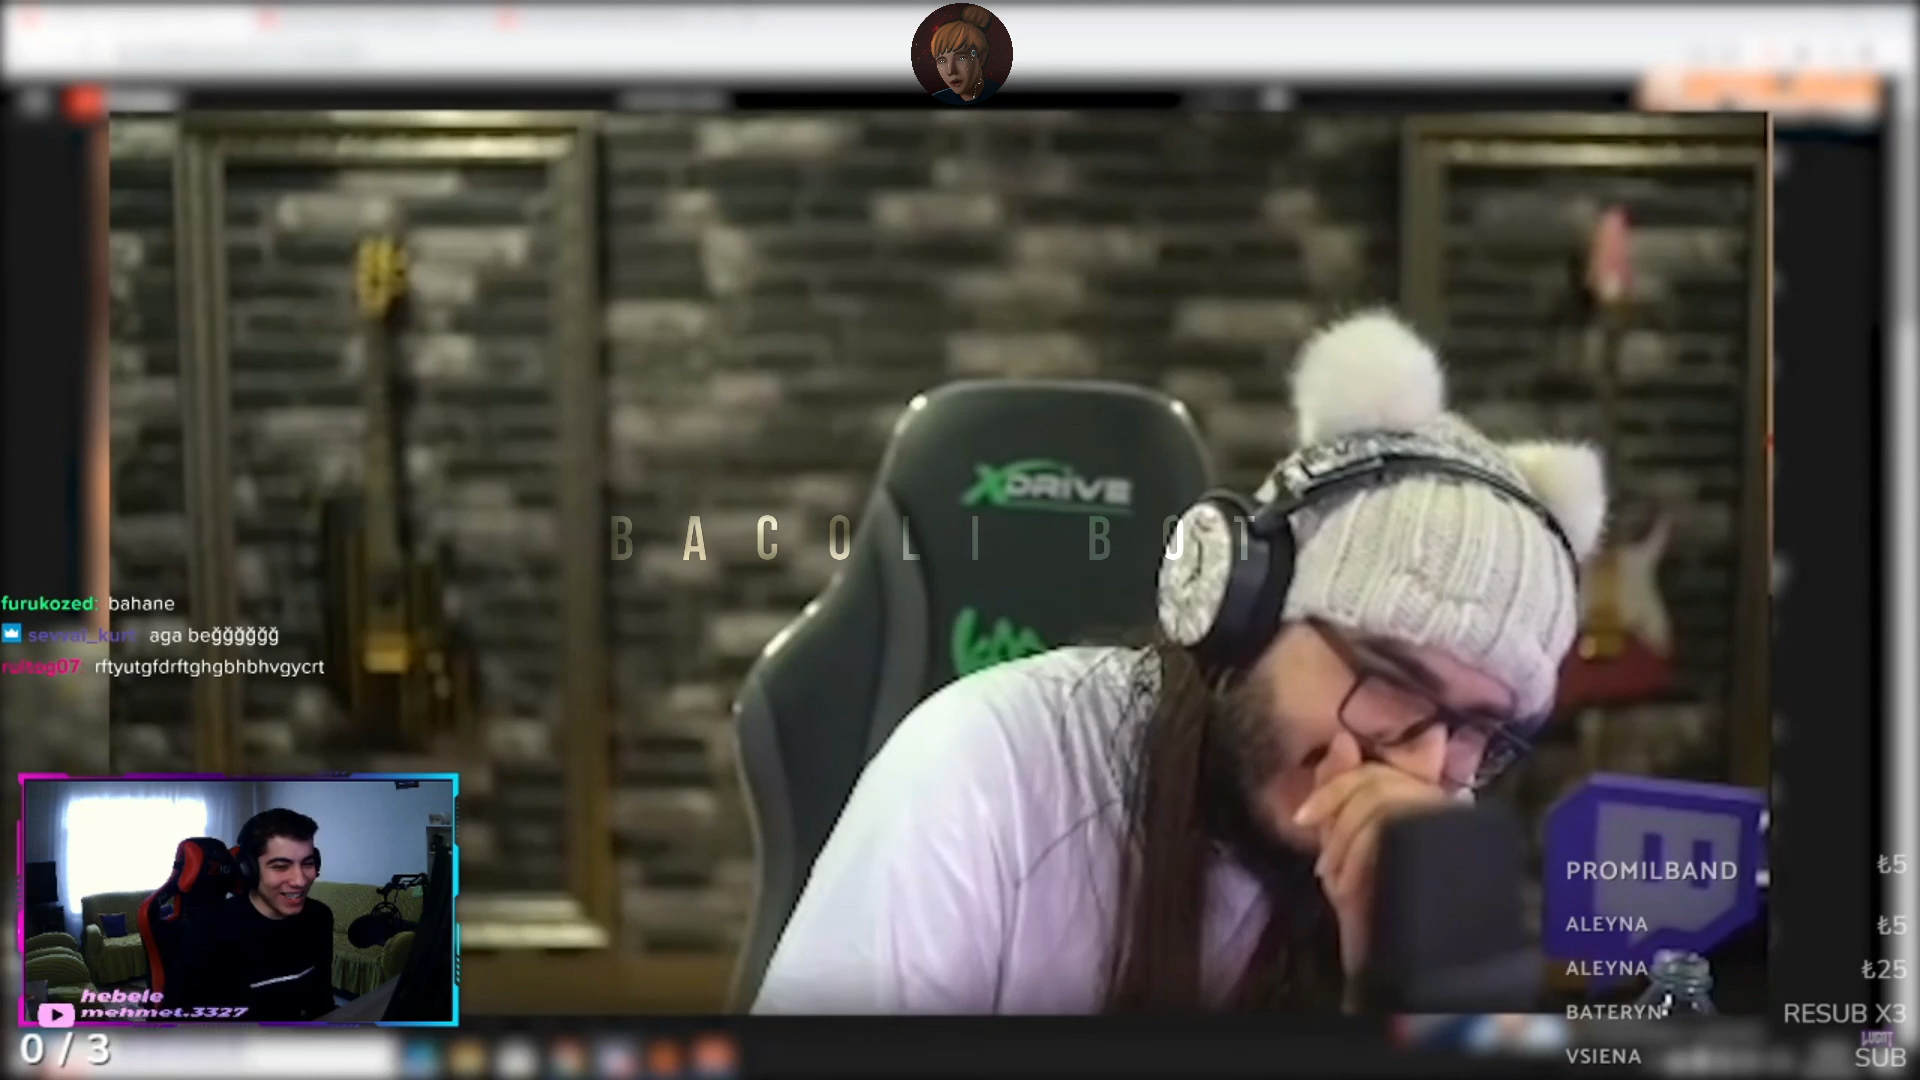 XDRIVE
BACOLI BOT
furukozed: bahane
sevval_kurt aga beğğğğğğ
rftyutgfdrftghgbhbhvgycrt
PROMILBAND ₺5
ALEYNA ₺5
ALEYNA ₺25
BATERYN RESUB X3
VSIENA SUB
hebele
mehmet.3327
0 / 3